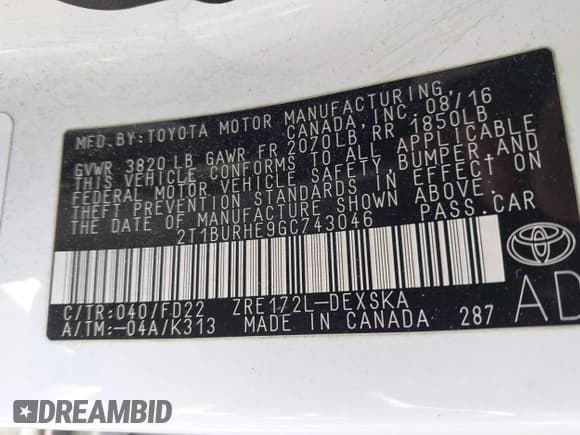 MFD.BY:TOYOTA MOTOR MANUFACTURING,
CANADA, INC. 08/16
GVWR 3820 LB GAWR FR 2070LB,RR 1850LB
THIS VEHICLE CONFORMS TO ALL APPLICABLE
FEDERAL MOTOR VEHICLE SAFETY, BUMPER, AND
THEFT PREVENTION STANDARDS IN EFFECT ON
THE DATE OF MANUFACTURE SHOWN ABOVE.
2T1BURHE9GC743046 PASS.CAR
C/TR:040/FD22 ZRE172L-DEXSKA
A/TM:-04A/K313 MADE IN CANADA 287
AD
DREAMBID